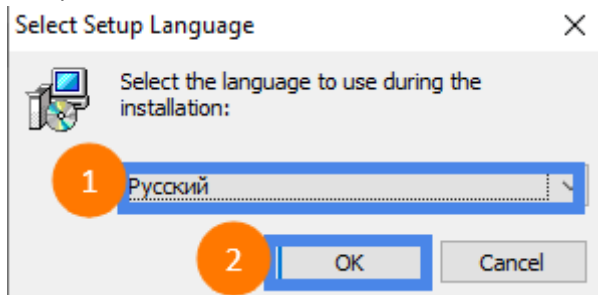 Select Setup Language
Select the language to use during the
installation:
1
Русский
2
OK
Cancel